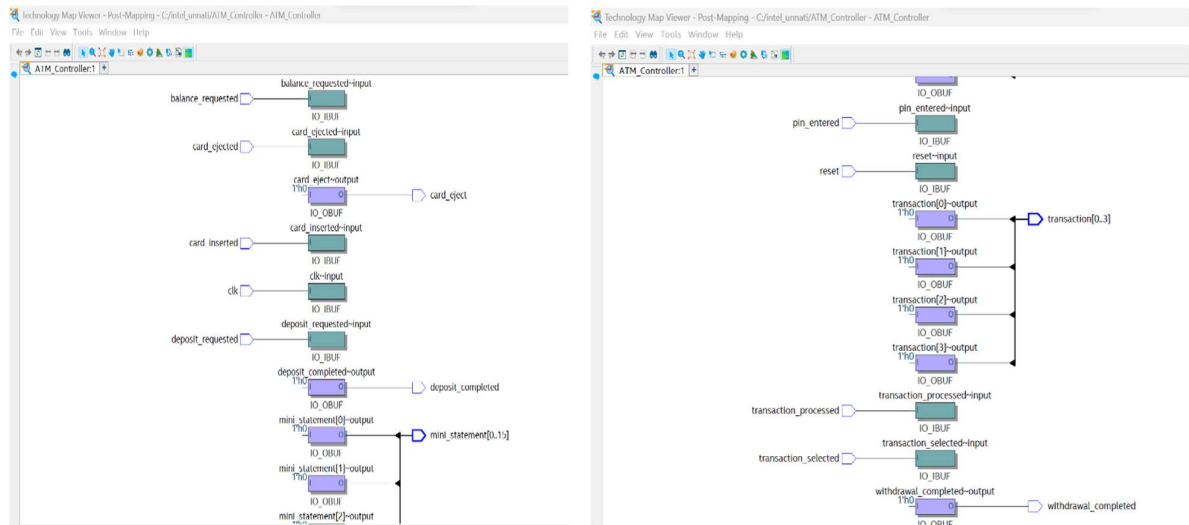 Technology Map Viewer - Post-Mapping - C:/intel_unnati/ATM_Controller - ATM_Controller
File Edit View Tools Window Help
ATM_Controller:1
balance_requested~input
balance_requested
IO_IBUF
card_ejected~input
card_ejected
IO_IBUF
card_eject~output
1'h0 I O card_eject
IO_OBUF
card_inserted~input
card_inserted
IO_IBUF
clk~input
clk
IO_IBUF
deposit_requested~input
deposit_requested
IO_IBUF
deposit_completed~output
1'h0 I O deposit_completed
IO_OBUF
mini_statement[0]~output
1'h0 I O mini_statement[0..15]
IO_OBUF
mini_statement[1]~output
1'h0 I O
IO_OBUF
mini_statement[2]~output
1'h0
Technology Map Viewer - Post-Mapping - C:/intel_unnati/ATM_Controller - ATM_Controller
File Edit View Tools Window Help
ATM_Controller:1
I O
IO_OBUF
pin_entered~input
pin_entered
IO_IBUF
reset~input
reset
IO_IBUF
transaction[0]~output
1'h0 I O transaction[0..3]
IO_OBUF
transaction[1]~output
1'h0 I O
IO_OBUF
transaction[2]~output
1'h0 I O
IO_OBUF
transaction[3]~output
1'h0 I O
IO_OBUF
transaction_processed~input
transaction_processed
IO_IBUF
transaction_selected~input
transaction_selected
IO_IBUF
withdrawal_completed~output
1'h0 I O withdrawal_completed
IO_OBUF